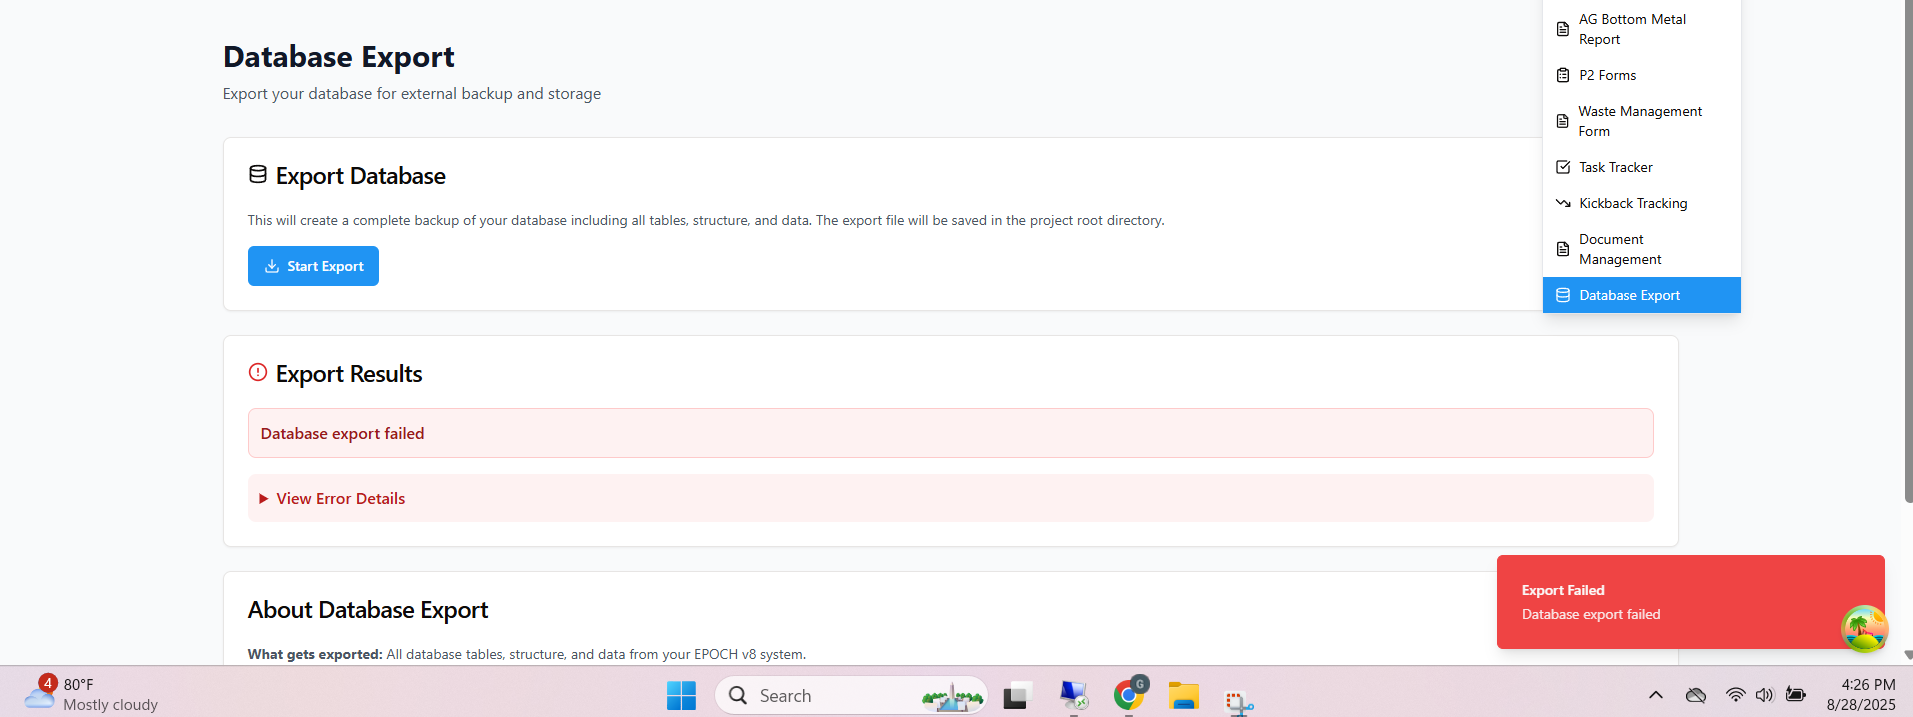 Database Export
Export your database for external backup and storage
Export Database
This will create a complete backup of your database including all tables, structure, and data. The export file will be saved in the project root directory.
Start Export
Export Results
Database export failed
View Error Details
About Database Export
What gets exported: All database tables, structure, and data from your EPOCH v8 system.
AG Bottom Metal
Report
P2 Forms
Waste Management
Form
Task Tracker
Kickback Tracking
Document
Management
Database Export
Export Failed
Database export failed
4
80°F
Mostly cloudy
Search
G
4:26 PM
8/28/2025